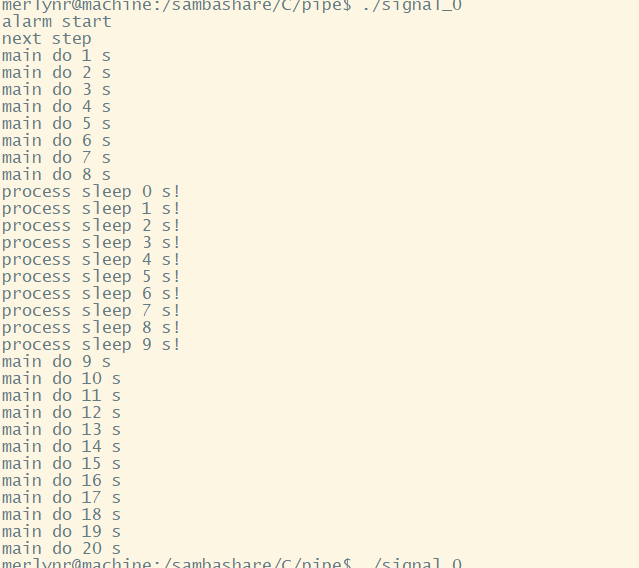 merlynr@machine:/sambashare/C/pipe$ ./signal_0
alarm start
next step
main do 1 s
main do 2 s
main do 3 s
main do 4 s
main do 5 s
main do 6 s
main do 7 s
main do 8 s
process sleep 0 s!
process sleep 1 s!
process sleep 2 s!
process sleep 3 s!
process sleep 4 s!
process sleep 5 s!
process sleep 6 s!
process sleep 7 s!
process sleep 8 s!
process sleep 9 s!
main do 9 s
main do 10 s
main do 11 s
main do 12 s
main do 13 s
main do 14 s
main do 15 s
main do 16 s
main do 17 s
main do 18 s
main do 19 s
main do 20 s
merlynr@machine:/sambashare/C/pipe$ ./signal_0